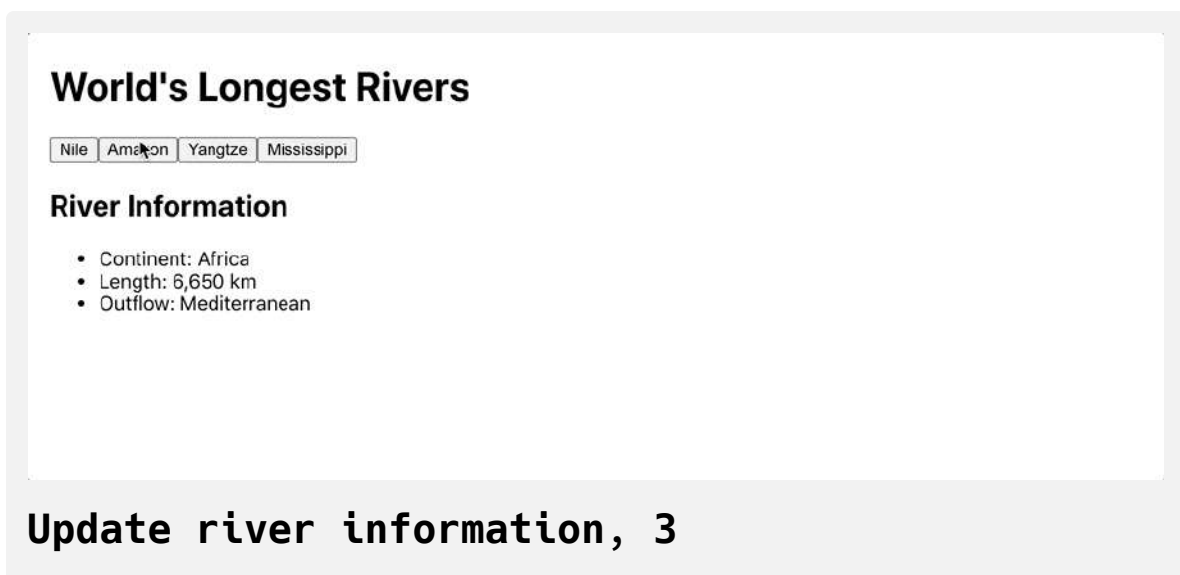 World's Longest Rivers
Nile Amazon Yangtze Mississippi
River Information
• Continent: Africa
• Length: 6,650 km
• Outflow: Mediterranean
Update river information, 3